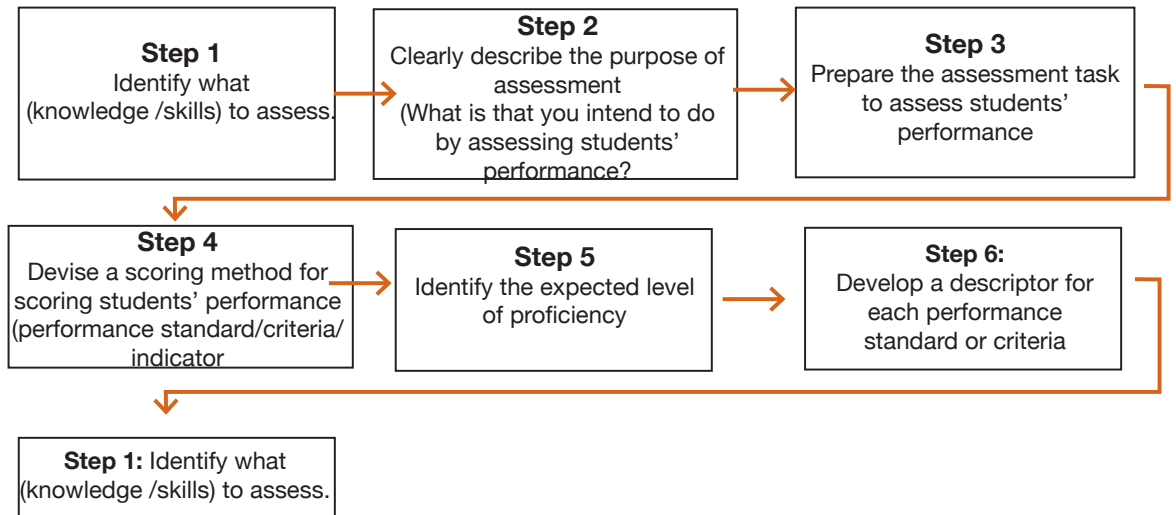 Step 1
Identify what
(knowledge /skills) to assess.
Step 2
Clearly describe the purpose of
assessment
(What is that you intend to do
by assessing students’
performance?
Step 3
Prepare the assessment task
to assess students’
performance
Step 4
Devise a scoring method for
scoring students’ performance
(performance standard/criteria/
indicator
Step 5
Identify the expected level
of proficiency
Step 6:
Develop a descriptor for
each performance
standard or criteria
Step 1: Identify what
(knowledge /skills) to assess.